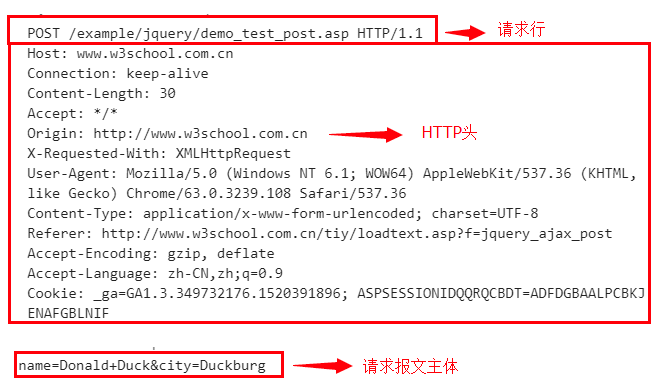 POST /example/jquery/demo_test_post.asp HTTP/1.1 请求行
Host: www.w3school.com.cn
Connection: keep-alive
Content-Length: 30
Accept: */*
Origin: http://www.w3school.com.cn HTTP头
X-Requested-With: XMLHttpRequest
User-Agent: Mozilla/5.0 (Windows NT 6.1; WOW64) AppleWebKit/537.36 (KHTML,
like Gecko) Chrome/63.0.3239.108 Safari/537.36
Content-Type: application/x-www-form-urlencoded; charset=UTF-8
Referer: http://www.w3school.com.cn/tiy/loadtext.asp?f=jquery_ajax_post
Accept-Encoding: gzip, deflate
Accept-Language: zh-CN,zh;q=0.9
Cookie: _ga=GA1.3.349732176.1520391896; ASPSESSIONIDQQRQCBDT=ADFDGBAALPCBKJ
ENAFGBLNIF
name=Donald+Duck&city=Duckburg 请求报文主体